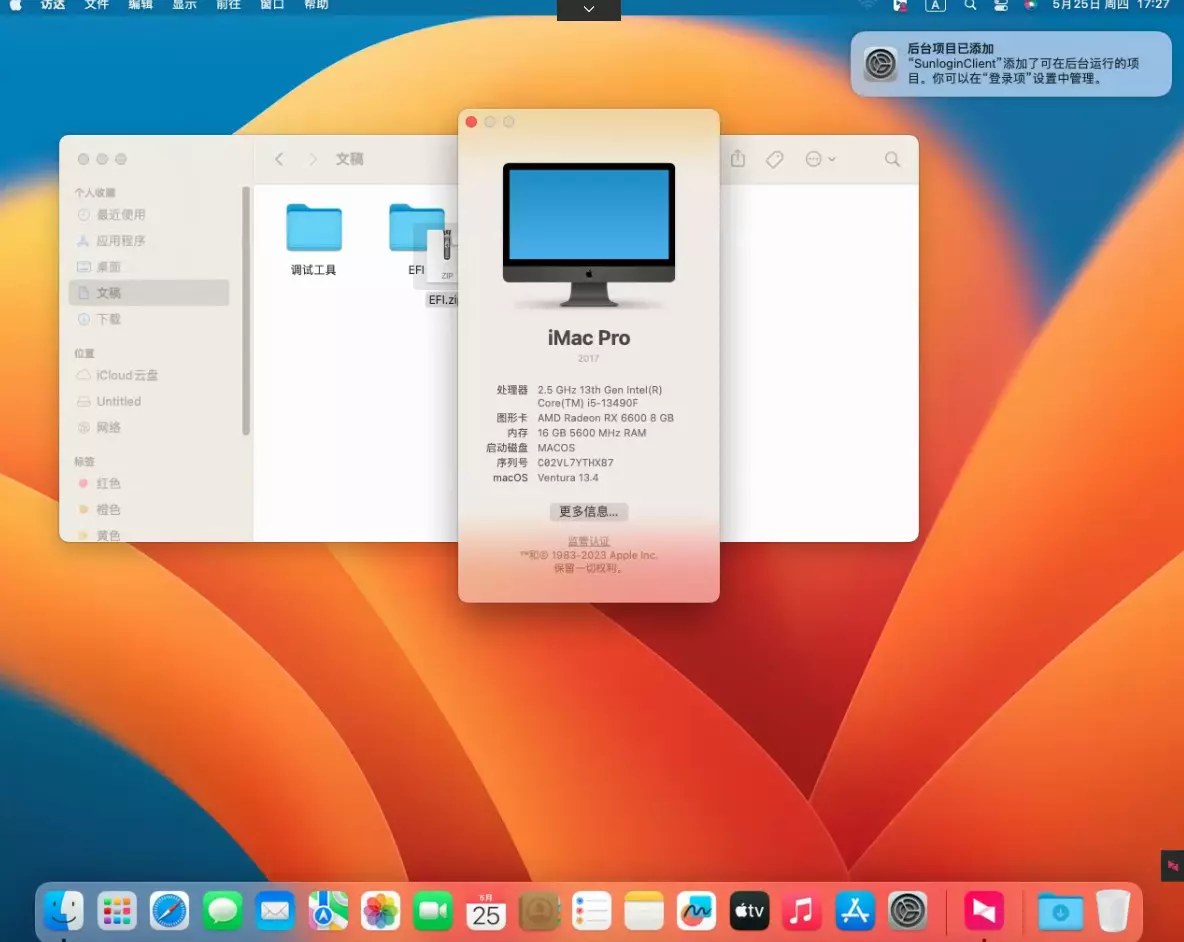 访达 文件 编辑 显示 前往 窗口 帮助 A 5月25日 周四 17:27
后台项目已添加
“SunloginClient”添加了可在后台运行的项
目。你可以在“登录项”设置中管理。
文稿
个人收藏
最近使用
应用程序
桌面
文稿
下载
位置
iCloud云盘
Untitled
网络
标签
红色
橙色
黄色
调试工具
EFI
ZIP
EFI.zi
iMac Pro
2017
处理器 2.5 GHz 13th Gen Intel(R)
Core(TM) i5-13490F
图形卡 AMD Radeon RX 6600 8 GB
内存 16 GB 5600 MHz RAM
启动磁盘 MACOS
序列号 C02VL7YTHX87
macOS Ventura 13.4
更多信息...
监管认证
™和© 1983-2023 Apple Inc.
保留一切权利。
5月
25
tv